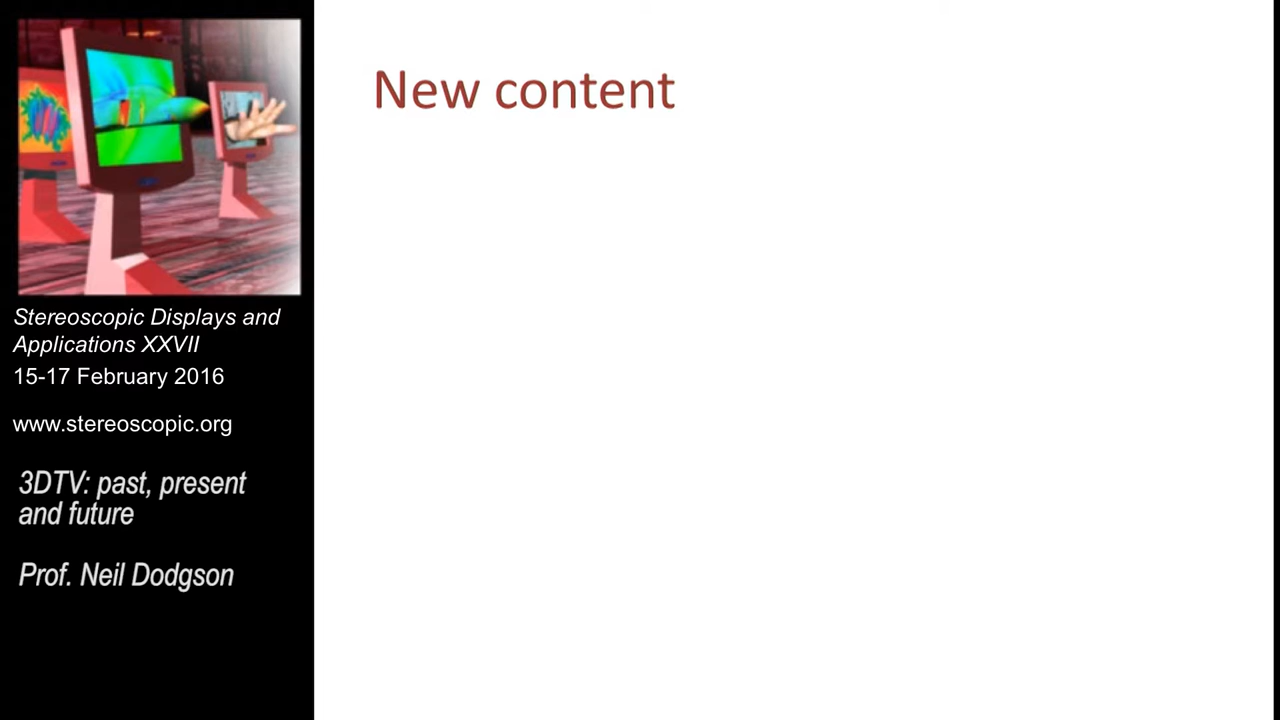 New content
Stereoscopic Displays and
Applications XXVII
15-17 February 2016
www.stereoscopic.org
3DTV: past, present
and future
Prof. Neil Dodgson